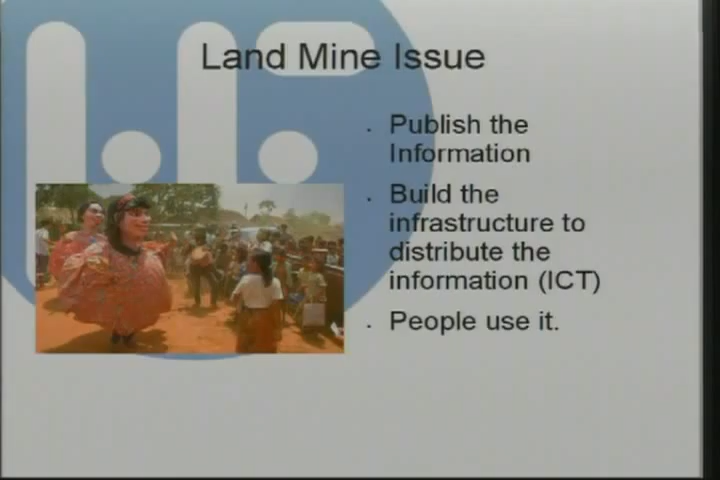 Land Mine Issue
Publish the
Information
Build the
infrastructure to
distribute the
information (ICT)
People use it.